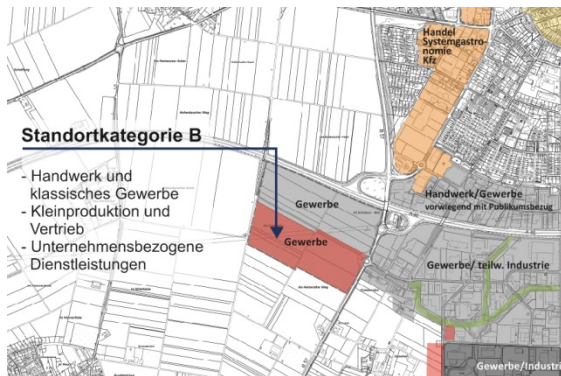 Handel
Systemgastro-
nomie
Kfz
Standortkategorie B
- Handwerk und
klassisches Gewerbe
- Kleinproduktion und
Vertrieb
- Unternehmensbezogene
Dienstleistungen
Gewerbe
Gewerbe
Handwerk/Gewerbe
vorwiegend mit Publikumsbezug
Gewerbe/ teilw. Industrie
Gewerbe/Industri